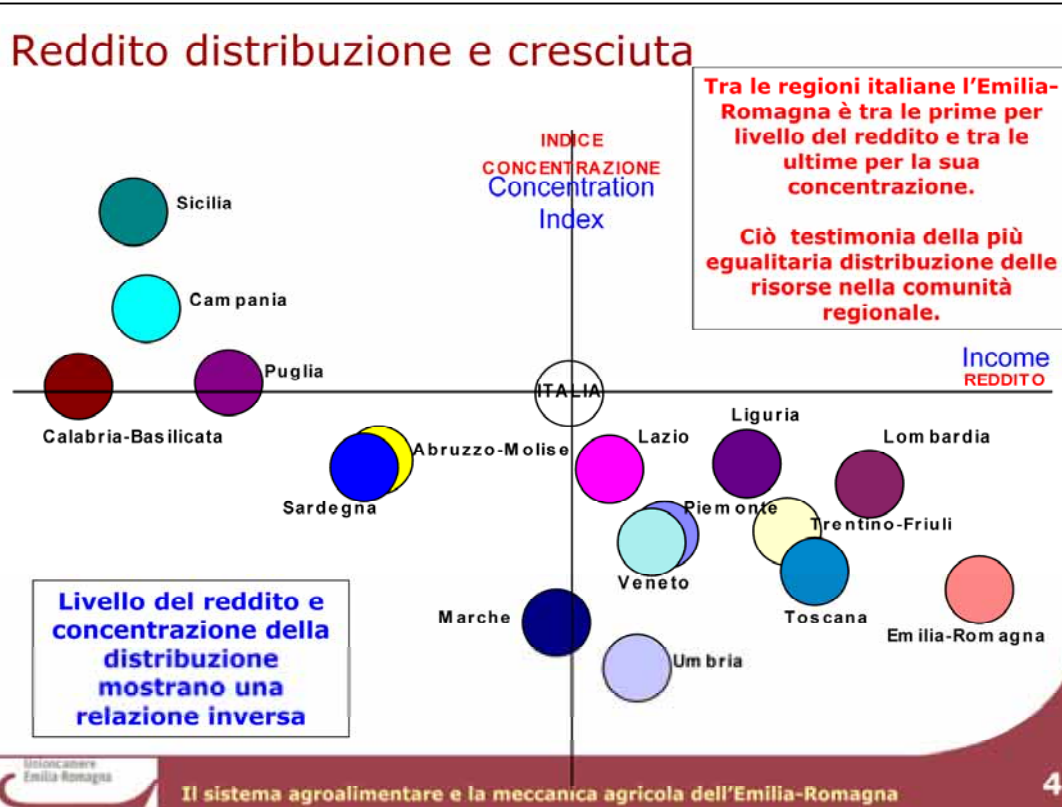 Reddito distribuzione e cresciuta
Tra le regioni italiane l'Emilia-
Romagna è tra le prime per
livello del reddito e tra le
ultime per la sua
concentrazione.
Ciò testimonia della più
egualitaria distribuzione delle
risorse nella comunità
regionale.
INDICE
CONCENTRAZIONE
Concentration
Index
Sicilia
Campania
Puglia
Calabria-Basilicata
ITALIA
Income
REDDITO
Abruzzo-Molise
Sardegna
Lazio
Liguria
Lombardia
Piemonte
Trentino-Friuli
Veneto
Toscana
Emilia-Romagna
Marche
Umbria
Livello del reddito e
concentrazione della
distribuzione
mostrano una
relazione inversa
Unioncamere
Emilia-Romagna
Il sistema agroalimentare e la meccanica agricola dell'Emilia-Romagna
4